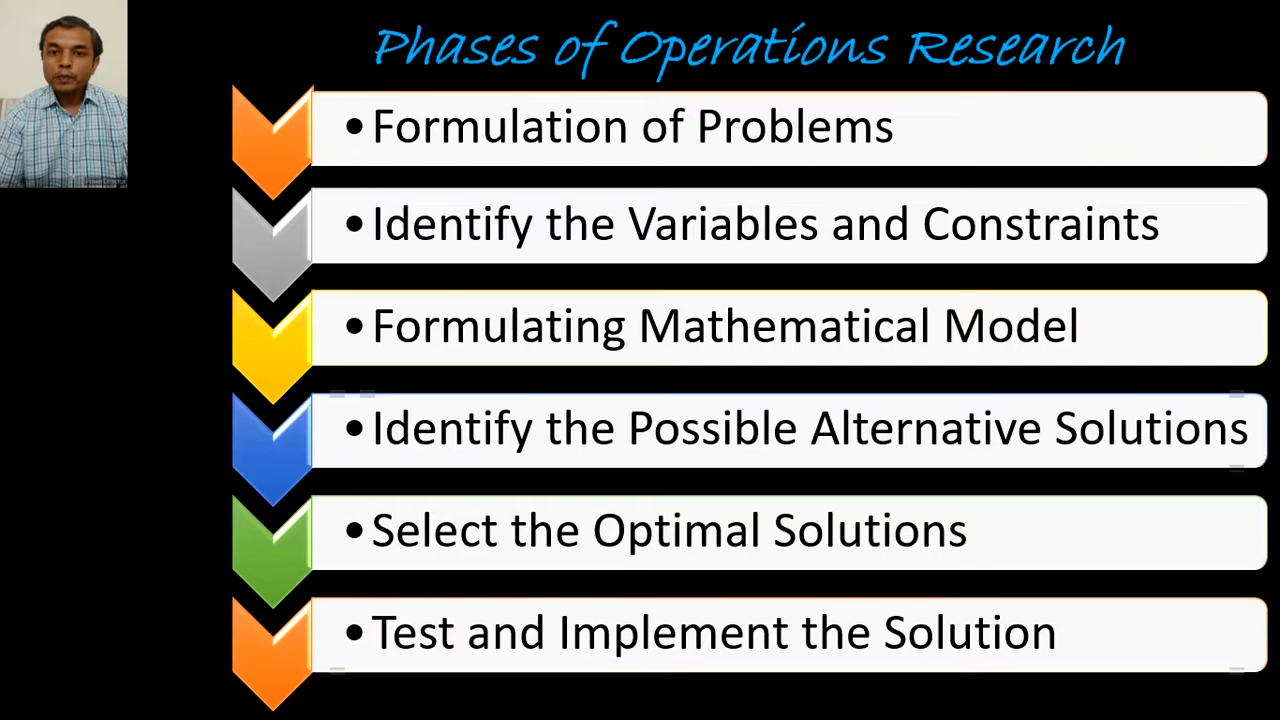 Phases of Operations Research
•Formulation of Problems
•Identify the Variables and Constraints
•Formulating Mathematical Model
•Identify the Possible Alternative Solutions
•Select the Optimal Solutions
•Test and Implement the Solution